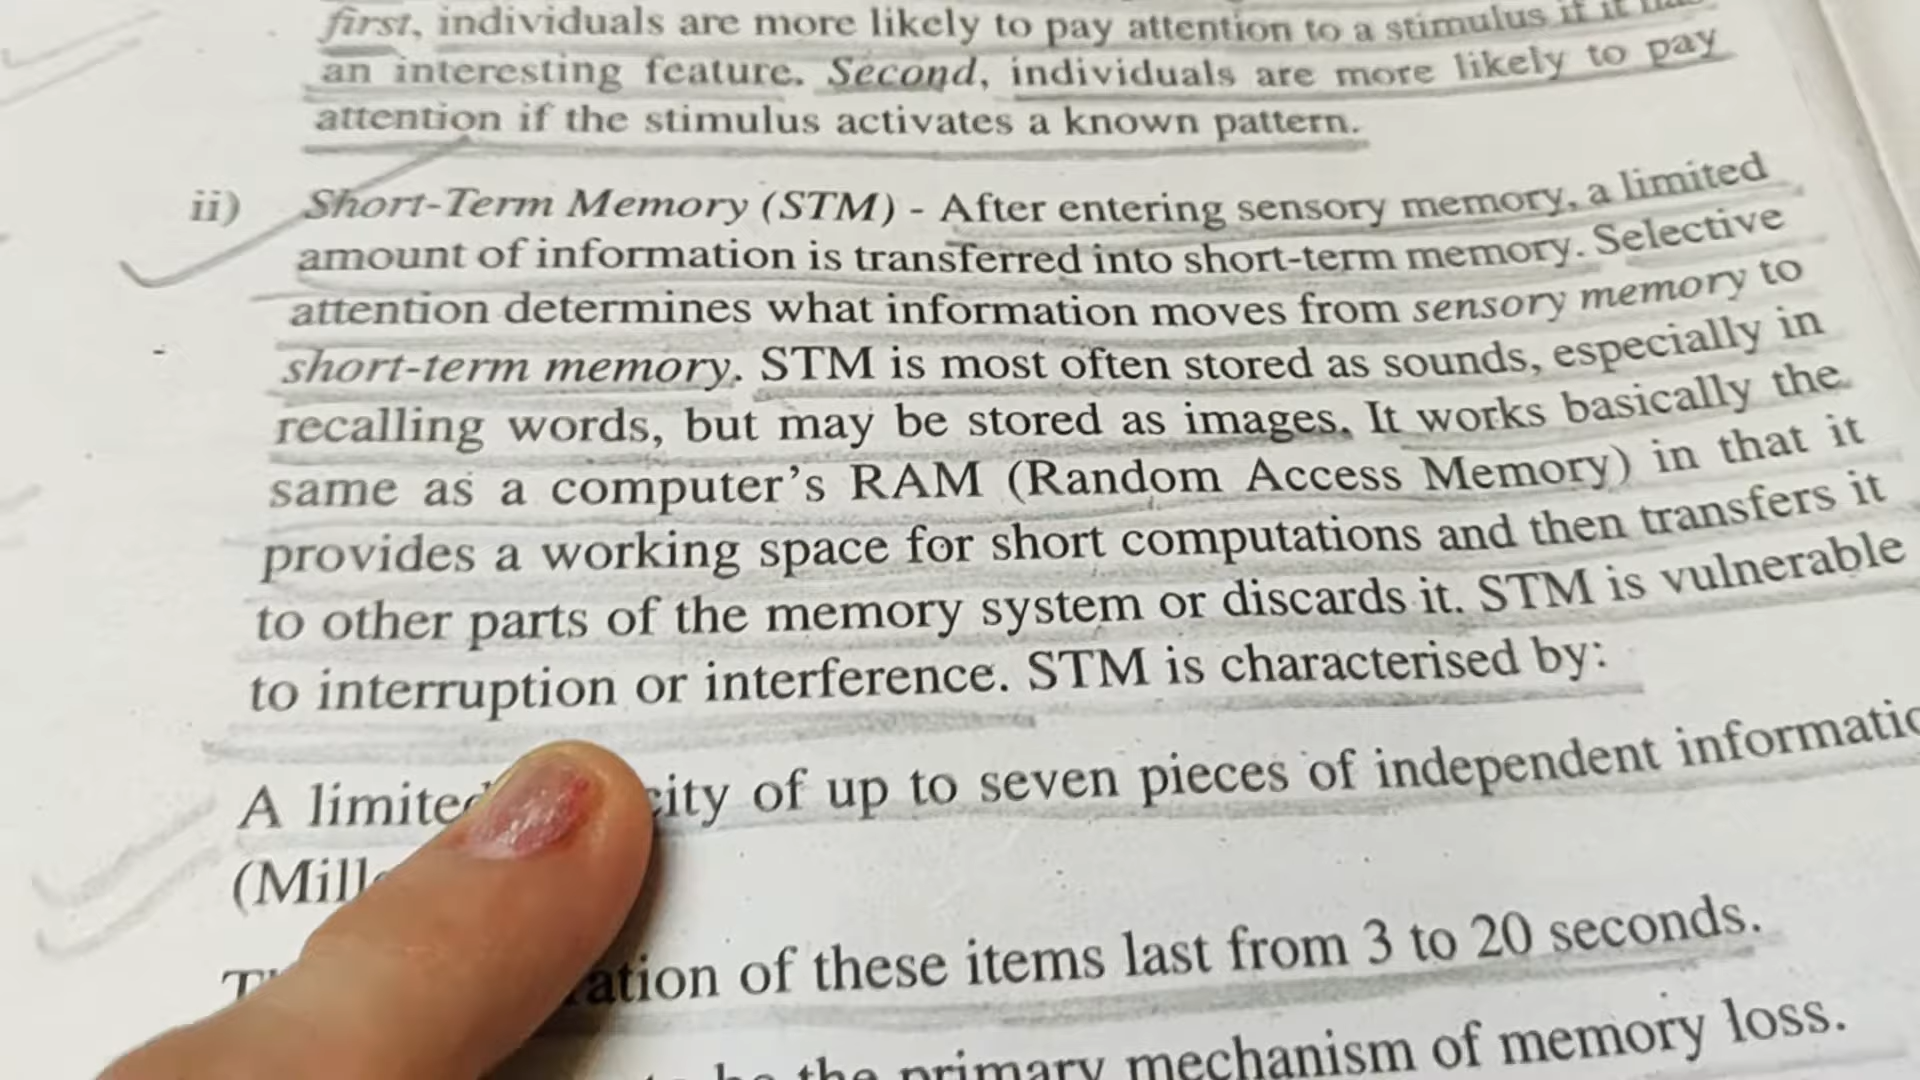 first, individuals are more likely to pay attention to a stimulus if it
an interesting feature. Second, individuals are more likely to pay
attention if the stimulus activates a known pattern.
ii) Short-Term Memory (STM) - After entering sensory memory, a limited
amount of information is transferred into short-term memory. Selective
attention determines what information moves from sensory memory to
short-term memory. STM is most often stored as sounds, especially in
recalling words, but may be stored as images. It works basically the
same as a computer's RAM (Random Access Memory) in that it
provides a working space for short computations and then transfers it
to other parts of the memory system or discards it. STM is vulnerable
to interruption or interference. STM is characterised by:
A of up to seven pieces of independent
of these items last from 3 to 20 seconds.
the primary mechanism of memory loss.